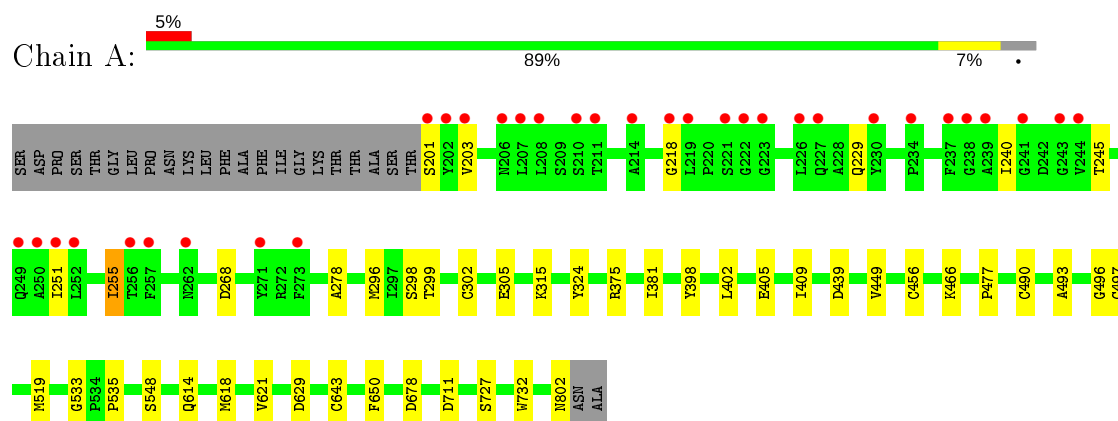 5%
Chain A:
89% 7% •
SER ASP PRO SER THR GLY LEU PRO ASN LYS LEU PHE ALA PHE ILE GLY LYS THR THR ALA SER THR S201 Y202 V203 N206 L207 L208 S209 S210 T211 A214 G218 L219 P220 S221 G222 G223 L226 Q227 A228 Q229 Y230 P234 F237 G238 A239 I240 G241 D242 G243 V244 T245
Q249 A250 I251 L252 I255 T256 F257 N262 D268 Y271 R272 F273 A278 M296 I297 S298 T299 C302 E305 K315 Y324 R375 I381 Y398 L402 E405 I409 D439 V449 C456 K466 P477 C490 A493 G496
M519 G533 P534 P535 S548 Q614 M618 V621 D629 C643 F650 D678 D711 S727 W732 N802 ASN ALA